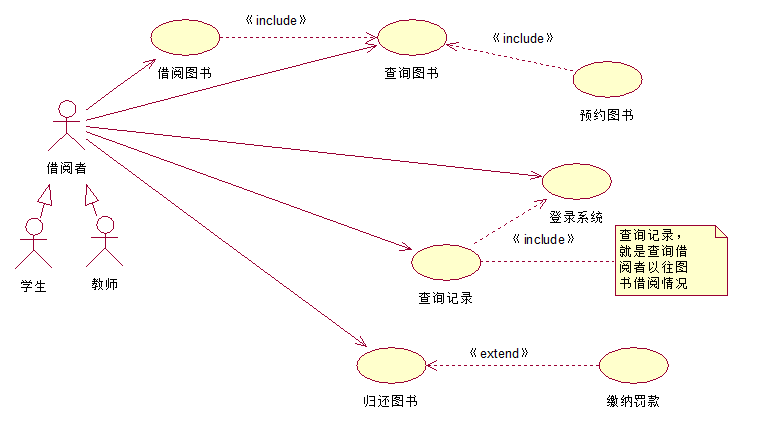 《include》
借阅图书
查询图书
《include》
预约图书
借阅者
登录系统
《include》
查询记录，
就是查询借
阅者以往图
书借阅情况
学生
教师
查询记录
《extend》
归还图书
缴纳罚款